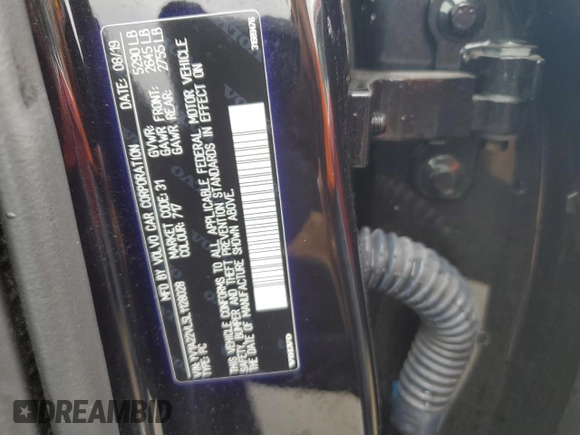 MFD BY VOLVO CAR CORPORATION DATE: 08/19
MARKET CODE: 31 GVWR: 5290 LB
COLOUR: 717 GAWR FRONT: 2645 LB
GAWR REAR: 2755 LB
TYPE: PC
THIS VEHICLE CONFORMS TO ALL APPLICABLE FEDERAL MOTOR VEHICLE
SAFETY, BUMPER AND THEFT PREVENTION STANDARDS IN EFFECT ON
THE DATE OF MANUFACTURE SHOWN ABOVE.
VOLVO
DREAMBID